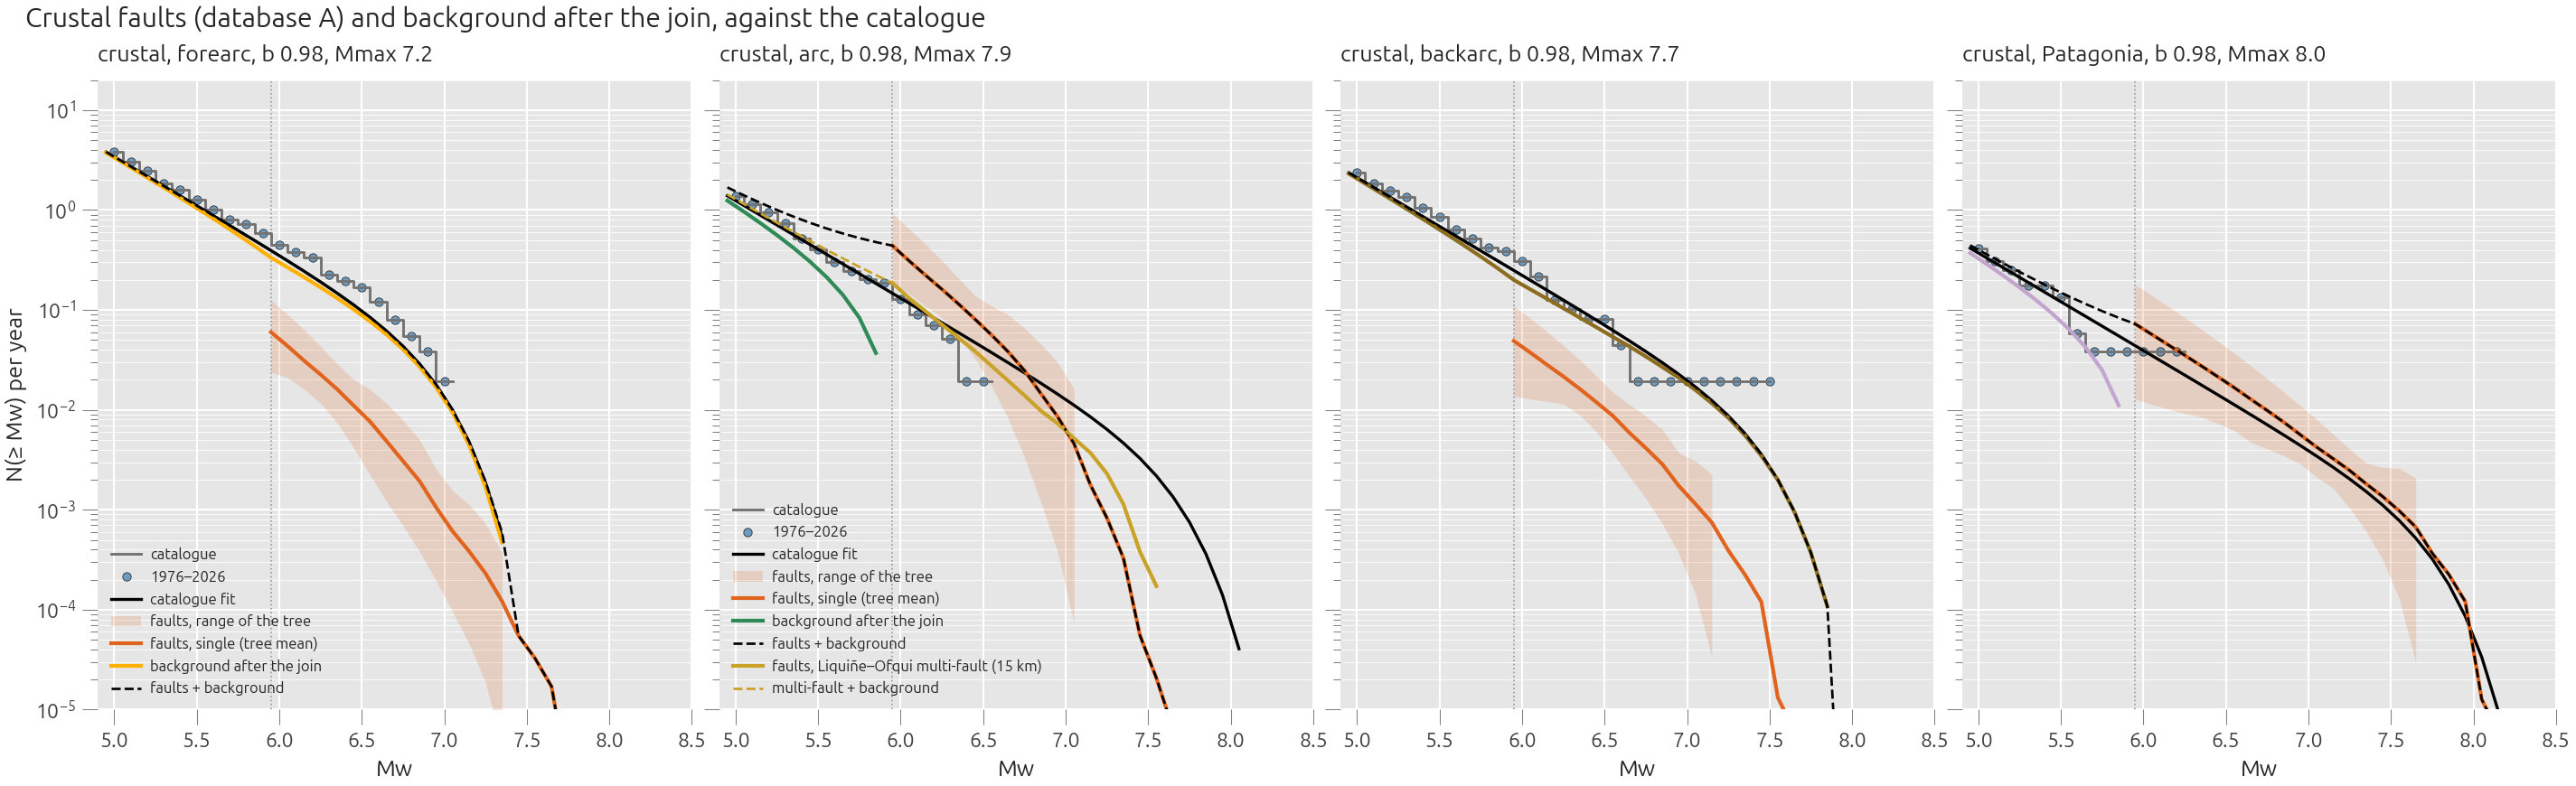 Crustal faults (database A) and background after the join, against the catalogue
crustal, forearc, b 0.98, Mmax 7.2
crustal, arc, b 0.98, Mmax 7.9
crustal, backarc, b 0.98, Mmax 7.7
crustal, Patagonia, b 0.98, Mmax 8.0
N(≥ Mw) per year
10¹
10⁰
10⁻¹
10⁻²
10⁻³
10⁻⁴
10⁻⁵
catalogue
1976–2026
catalogue fit
faults, range of the tree
faults, single (tree mean)
background after the join
faults + background
catalogue
1976–2026
catalogue fit
faults, range of the tree
faults, single (tree mean)
background after the join
faults + background
faults, Liquiñe–Ofqui multi-fault (15 km)
multi-fault + background
5.0 5.5 6.0 6.5 7.0 7.5 8.0 8.5
5.0 5.5 6.0 6.5 7.0 7.5 8.0 8.5
5.0 5.5 6.0 6.5 7.0 7.5 8.0 8.5
5.0 5.5 6.0 6.5 7.0 7.5 8.0 8.5
Mw
Mw
Mw
Mw